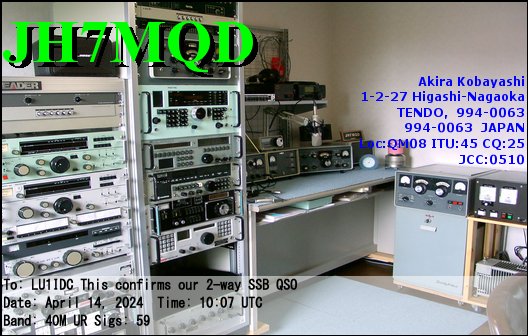 JH7MQD
LEADER
Akira Kobayashi
1-2-27 Higashi-Nagaoka
TENDO, 994-0063
994-0063 JAPAN
Loc:QM08 ITU:45 CQ:25
JCC:0510
To: LU1IDC This confirms our 2-way SSB QSO
Date: April 14, 2024 Time: 10:07 UTC
Band: 40M UR Sigs: 59